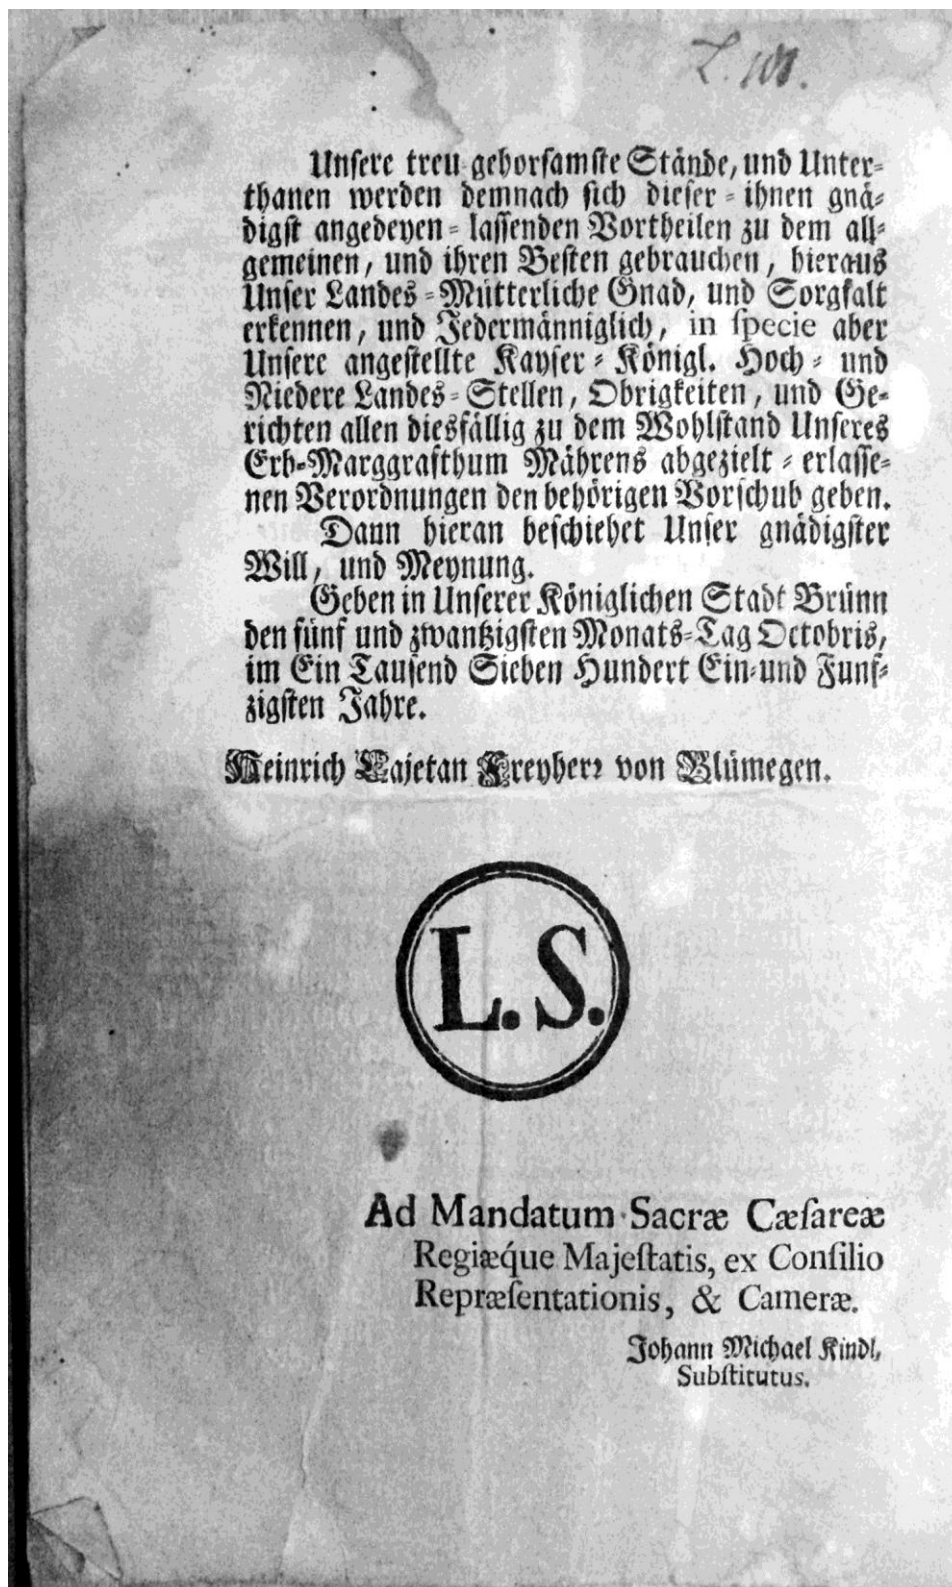 Unsere treu gehorsamste Stände, und Unter-
thanen werden demnach sich dieser - ihnen gnä-
digst angedeyen - lassenden Vortheilen zu dem all-
gemeinen, und ihren Besten gebrauchen, hieraus
Unser Landes-Mütterliche Gnad, und Sorgfalt
erkennen, und Jedermänniglich, in specie aber
Unsere angestellte Kayser - Königl. Hoch - und
Niedere Landes-Stellen, Obrigkeiten, und Ge-
richten allen diesfällig zu dem Wohlstand Unseres
Erb-Marggrafthum Mährens abgezielt - erlasse-
nen Verordnungen den behörigen Vorschub geben.
Dann hieran beschiehet Unser gnädigster
Will, und Meynung.
Geben in Unserer Königlichen Stadt Brünn
den fünf und zwantzigsten Monats-Tag Octobris,
im Ein Tausend Sieben Hundert Ein-und Funf-
zigsten Jahre.
Heinrich Cajetan Freyherr von Blümegen.
L. S.
Ad Mandatum Sacræ Cæsareæ
Regiæq́ue Majestatis, ex Consilio
Repræsentationis, & Cameræ.
Johann Michael Kindl,
Substitutus.